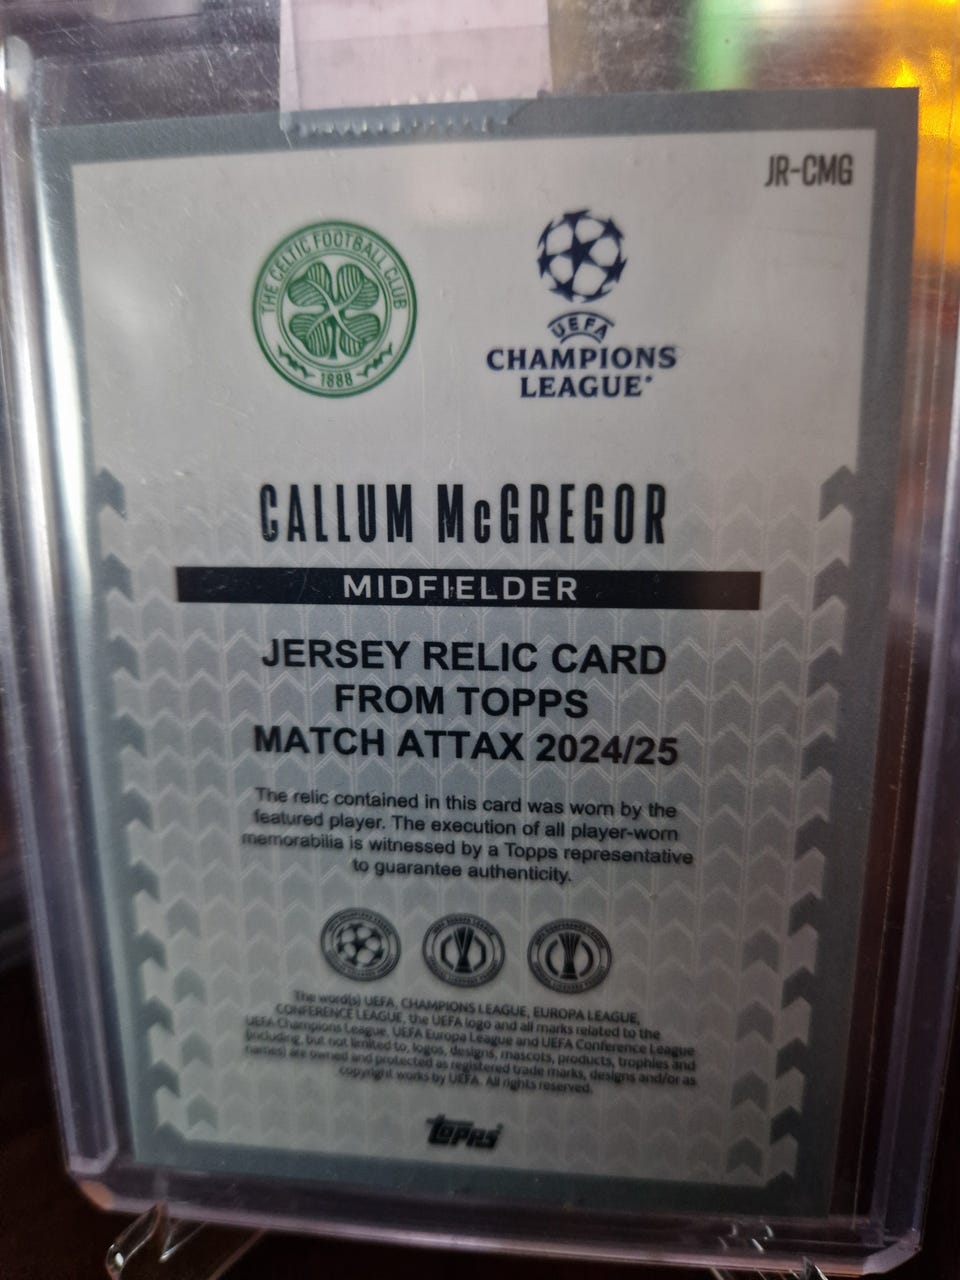 JR-CMG
THE CELTIC FOOTBALL CLUB
1888
UEFA
CHAMPIONS
LEAGUE
CALLUM McGREGOR
MIDFIELDER
JERSEY RELIC CARD
FROM TOPPS
MATCH ATTAX 2024/25
The relic contained in this card was worn by the
featured player. The execution of all player-worn
memorabilia is witnessed by a Topps representative
to guarantee authenticity.
The word(s) UEFA, CHAMPIONS LEAGUE, EUROPA LEAGUE,
CONFERENCE LEAGUE, the UEFA logo and all marks related to the
UEFA Champions League, UEFA Europa League and UEFA Conference League
(including, but not limited to, logos, designs, mascots, products, trophies and
names) are owned and protected as registered trade marks, designs and/or as
copyright works by UEFA. All rights reserved.
topps